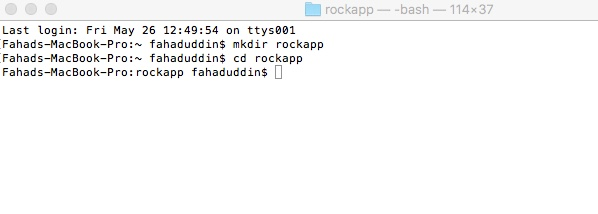 rockapp — -bash — 114×37
Last login: Fri May 26 12:49:54 on ttys001
[Fahads-MacBook-Pro:~ fahaduddin$ mkdir rockapp
[Fahads-MacBook-Pro:~ fahaduddin$ cd rockapp
Fahads-MacBook-Pro:rockapp fahaduddin$